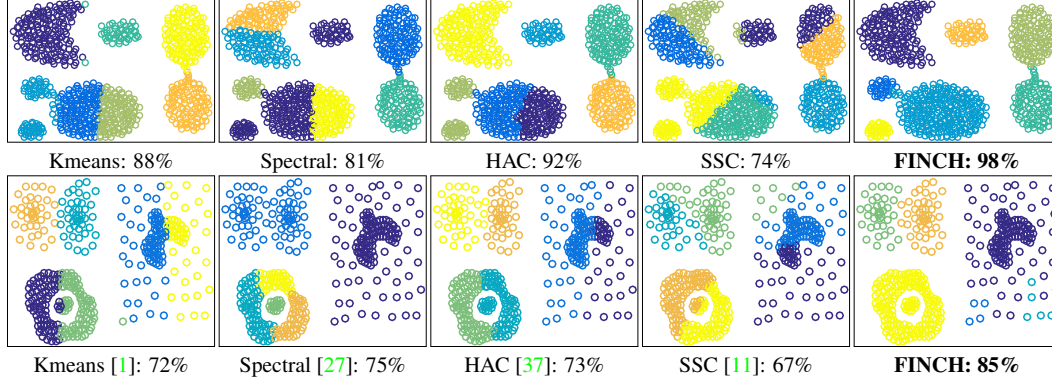 Kmeans: 88% Spectral: 81% HAC: 92% SSC: 74% FINCH: 98%
Kmeans [1]: 72% Spectral [27]: 75% HAC [37]: 73% SSC [11]: 67% FINCH: 85%